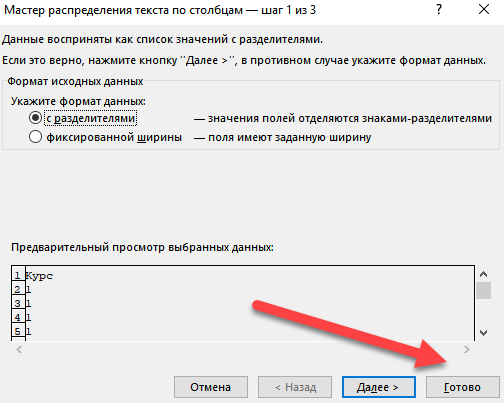 Мастер распределения текста по столбцам — шаг 1 из 3
Данные восприняты как список значений с разделителями.
Если это верно, нажмите кнопку "Далее >", в противном случае укажите формат данных.
Формат исходных данных
Укажите формат данных:
с разделителями — значения полей отделяются знаками-разделителями
фиксированной ширины — поля имеют заданную ширину
Предварительный просмотр выбранных данных:
1 Курс
2 1
3 1
4 1
5 1
Отмена < Назад Далее > Готово